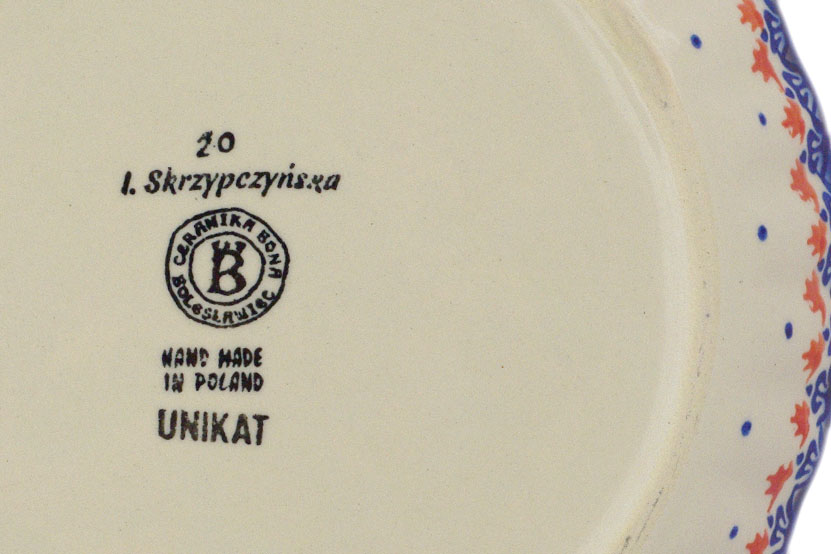 20
I. Skrzypczyńska
CERAMIKA BONA
BOLESŁAWIEC
B
HAND MADE
IN POLAND
UNIKAT